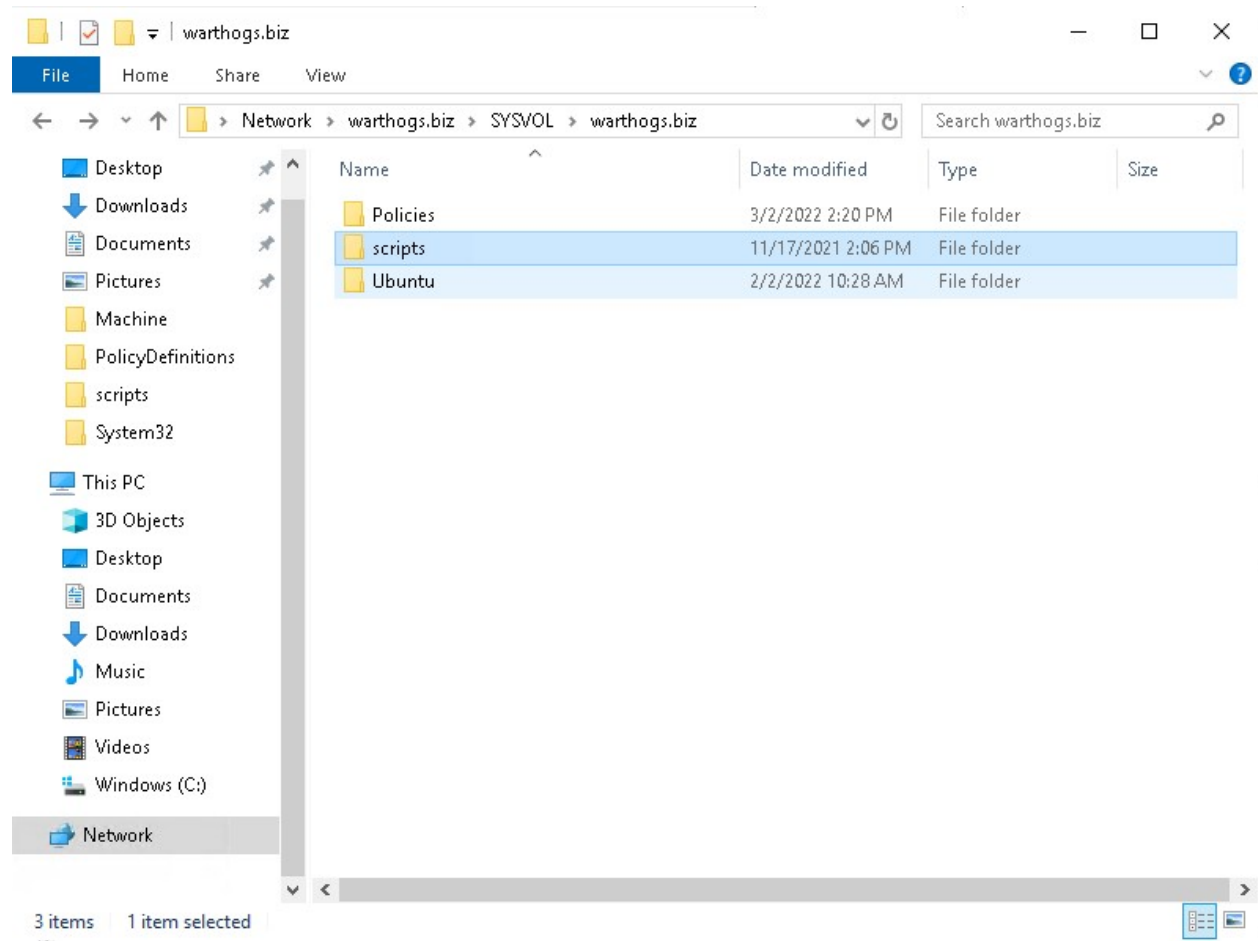 warthogs.biz
File Home Share View
Network > warthogs.biz > SYSVOL > warthogs.biz Search warthogs.biz
Name Date modified Type Size
Policies 3/2/2022 2:20 PM File folder
scripts 11/17/2021 2:06 PM File folder
Ubuntu 2/2/2022 10:28 AM File folder
Desktop
Downloads
Documents
Pictures
Machine
PolicyDefinitions
scripts
System32
This PC
3D Objects
Desktop
Documents
Downloads
Music
Pictures
Videos
Windows (C:)
Network
3 items 1 item selected